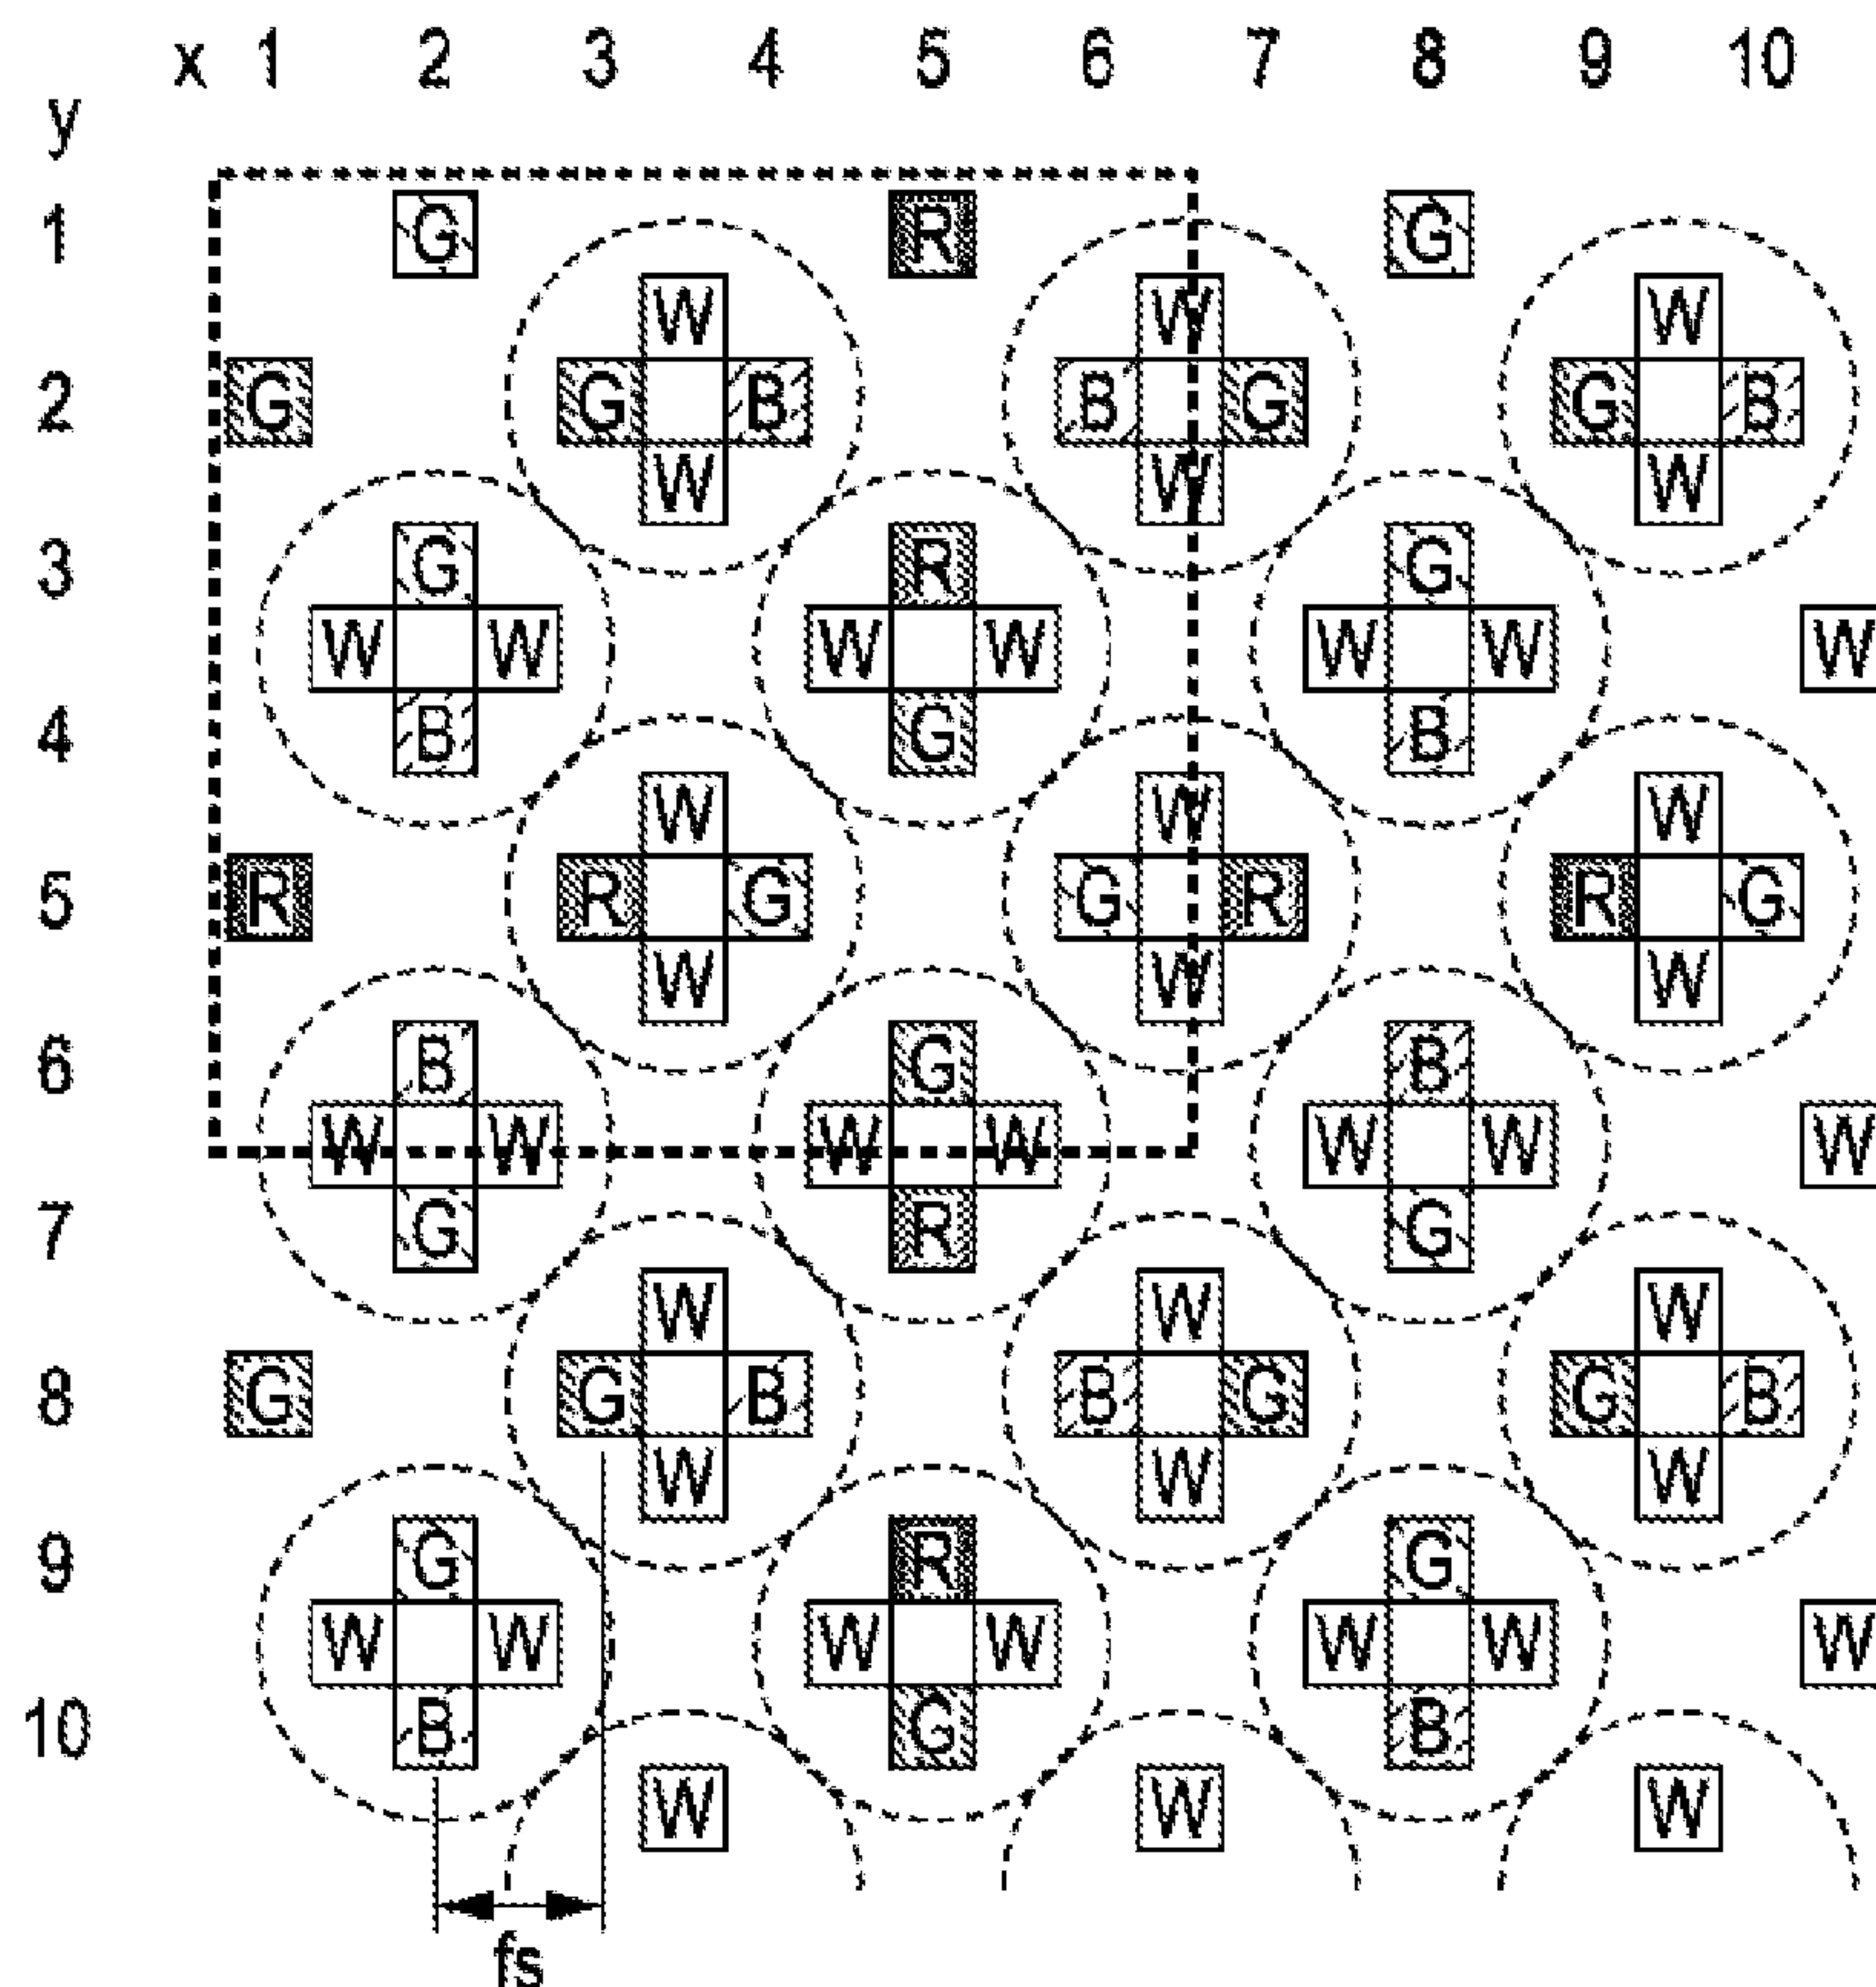 x 1 2 3 4 5 6 7 8 9 10
y
1 G R G
W W W
2 G G B B G G B
W W W
3 G R G
W W W W W W W
4 B G B
W W W
5 R R G G R R G
W W W
6 B G B
W W W W W W W
7 G R G
W W W
8 G G B B G G B
W W W
9 G R G
W W W W W W W
10 B G B
W W W
fs